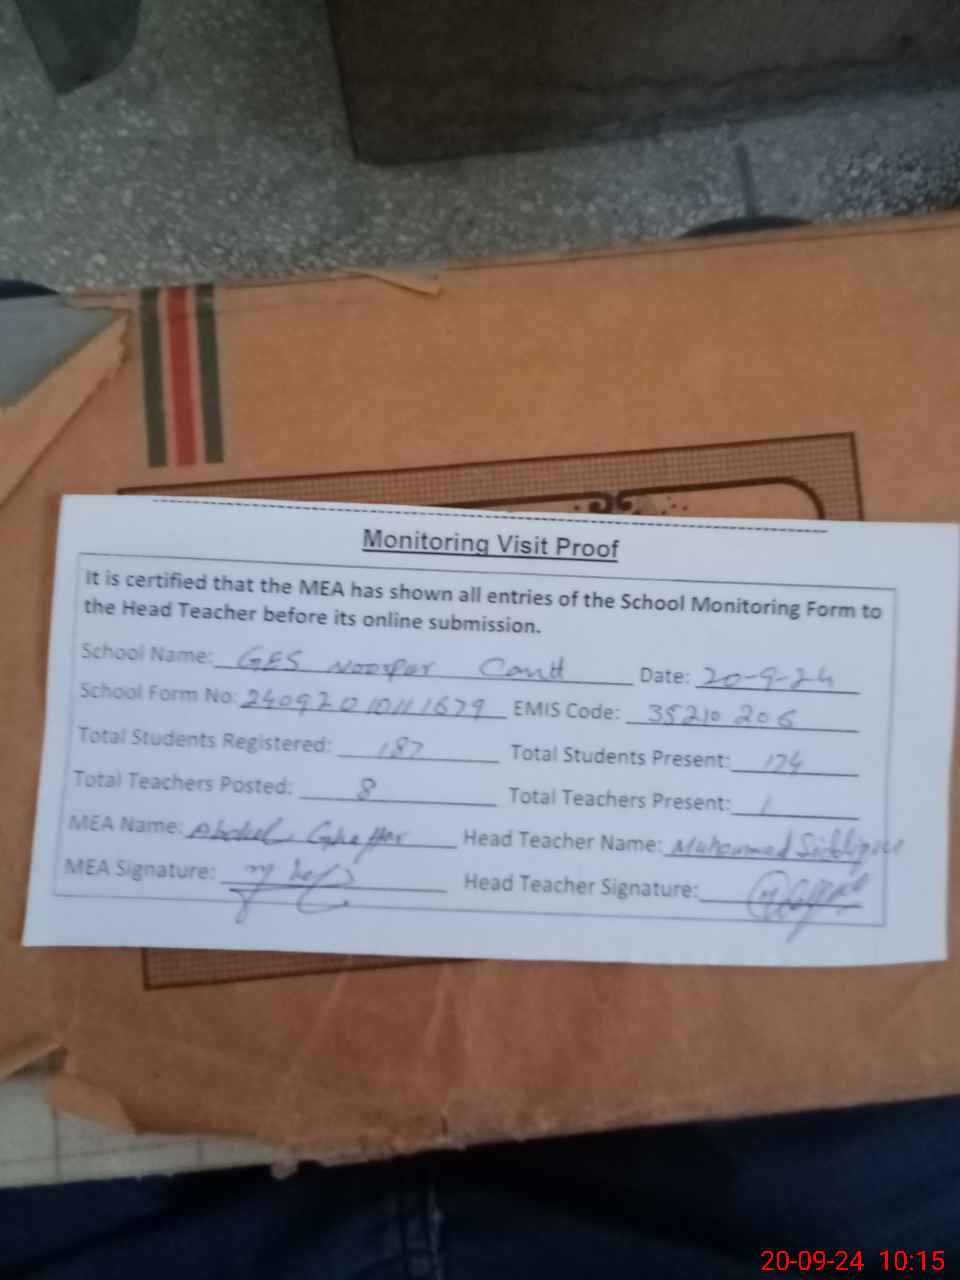 Monitoring Visit Proof
It is certified that the MEA has shown all entries of the School Monitoring Form to
the Head Teacher before its online submission.
School Name: GES Noorpur Cantt Date: 20-9-24
School Form No: 24092010111679 EMIS Code: 35210206
Total Students Registered: 187 Total Students Present: 174
Total Teachers Posted: 8 Total Teachers Present: 1
MEA Name: Abdul Ghaffar Head Teacher Name: Muhammad
MEA Signature: Head Teacher Signature:
20-09-24 10:15